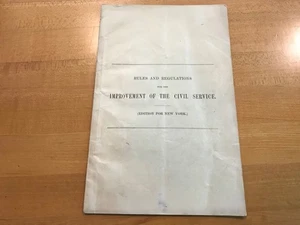 RULES AND REGULATIONS
FOR THE
IMPROVEMENT OF THE CIVIL SERVICE.
(EDITION FOR NEW YORK.)